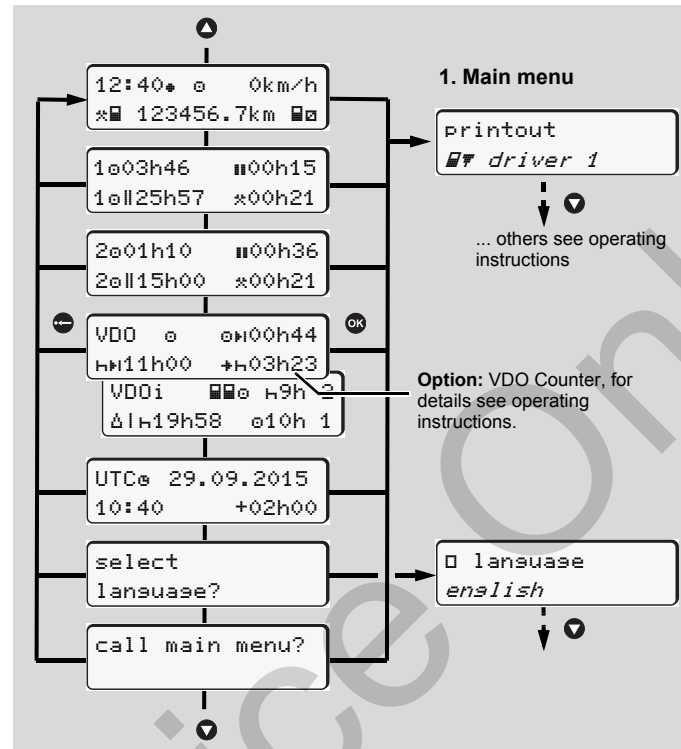 12:40 0km/h
123456.7km
1 03h46 00h15
1 25h57 00h21
2 01h10 00h36
2 15h00 00h21
VDO 00h44
11h00 03h23
VDOi 9h 2
19h58 10h 1
UTC 29.09.2015
10:40 +02h00
select
language?
call main menu?
OK
1. Main menu
printout
driver 1
... others see operating
instructions
Option: VDO Counter, for
details see operating
instructions.
language
english